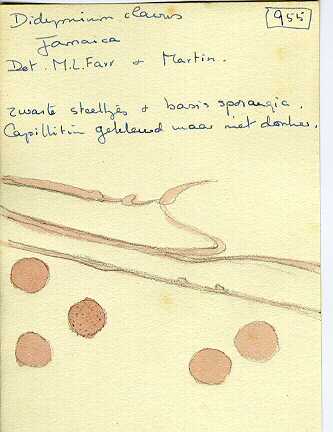 Didymium clavus
955
Jamaica
Det. M.L. Farr & Martin.
zwarte steeltjes & basis sporangia.
Capillitium gekleurd maar niet donker.